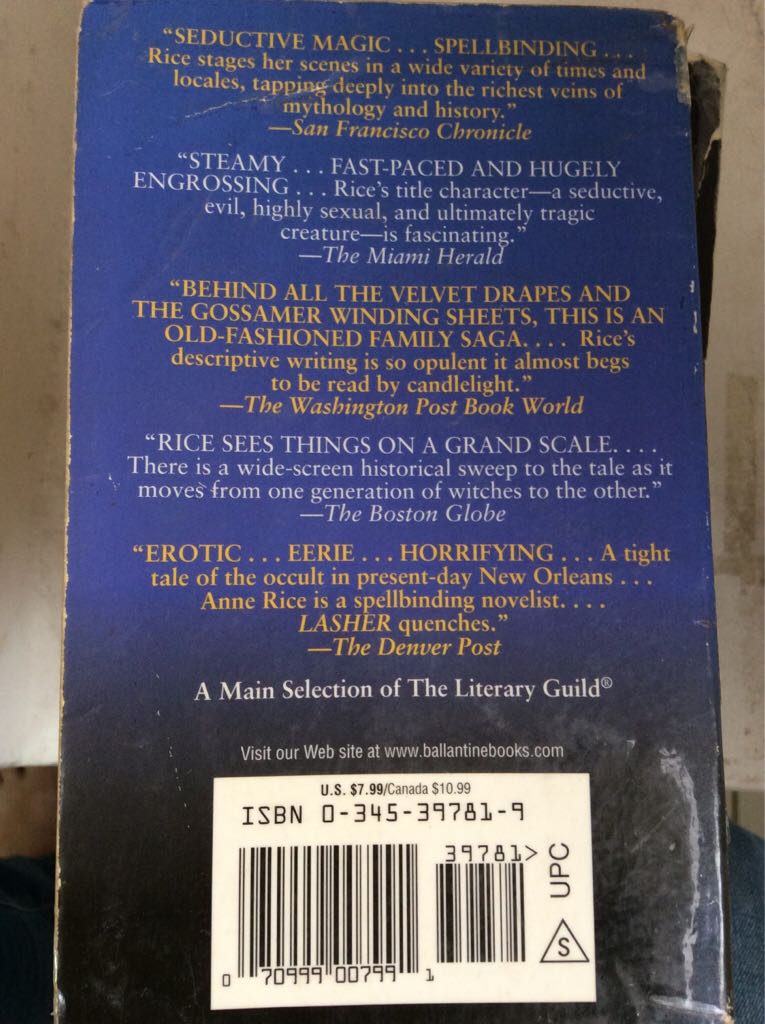 “SEDUCTIVE MAGIC . . . SPELLBINDING . . .
Rice stages her scenes in a wide variety of times and
locales, tapping deeply into the richest veins of
mythology and history.”
—San Francisco Chronicle
“STEAMY . . . FAST-PACED AND HUGELY
ENGROSSING . . . Rice’s title character—a seductive,
evil, highly sexual, and ultimately tragic
creature—is fascinating.”
—The Miami Herald
“BEHIND ALL THE VELVET DRAPES AND
THE GOSSAMER WINDING SHEETS, THIS IS AN
OLD-FASHIONED FAMILY SAGA. . . . Rice’s
descriptive writing is so opulent it almost begs
to be read by candlelight.”
—The Washington Post Book World
“RICE SEES THINGS ON A GRAND SCALE. . . .
There is a wide-screen historical sweep to the tale as it
moves from one generation of witches to the other.”
—The Boston Globe
“EROTIC . . . EERIE . . . HORRIFYING . . . A tight
tale of the occult in present-day New Orleans . . .
Anne Rice is a spellbinding novelist. . . .
LASHER quenches.”
—The Denver Post
A Main Selection of The Literary Guild®
Visit our Web site at www.ballantinebooks.com
U.S. $7.99/Canada $10.99
ISBN 0-345-39781-9
39781>
UPC
S
0 70999 00799 1